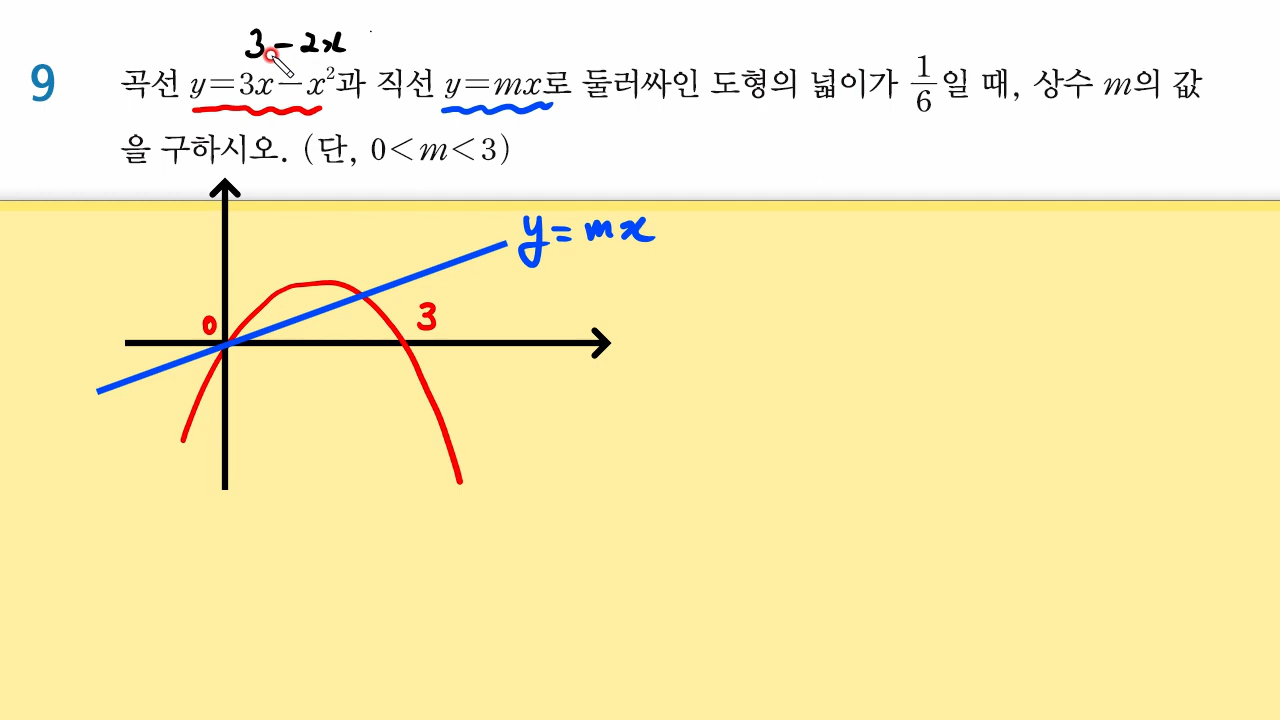 3-2x
9 곡선 y=3x-x²과 직선 y=mx로 둘러싸인 도형의 넓이가 1/6일 때, 상수 m의 값
을 구하시오. (단, 0<m<3)
y=mx
0
3